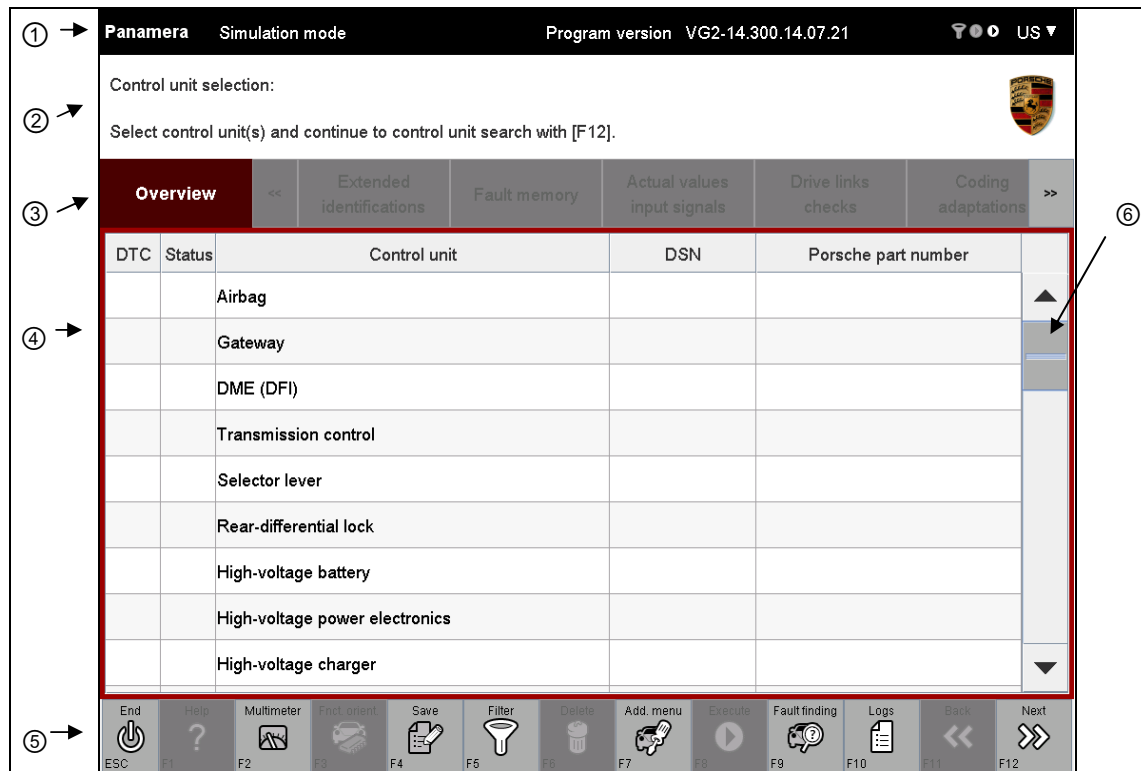 ① Panamera Simulation mode Program version VG2-14.300.14.07.21 US ▼
Control unit selection:
PORSCHE
②
Select control unit(s) and continue to control unit search with [F12].
③ Overview << Extended identifications Fault memory Actual values input signals Drive links checks Coding adaptations >>
⑥
DTC Status Control unit DSN Porsche part number
Airbag
④ Gateway
DME (DFI)
Transmission control
Selector lever
Rear-differential lock
High-voltage battery
High-voltage power electronics
High-voltage charger
⑤
End Help Multimeter Fnct. orient. Save Filter Delete Add. menu Execute Fault finding Logs Back Next
ESC F1 F2 F3 F4 F5 F6 F7 F8 F9 F10 F11 F12